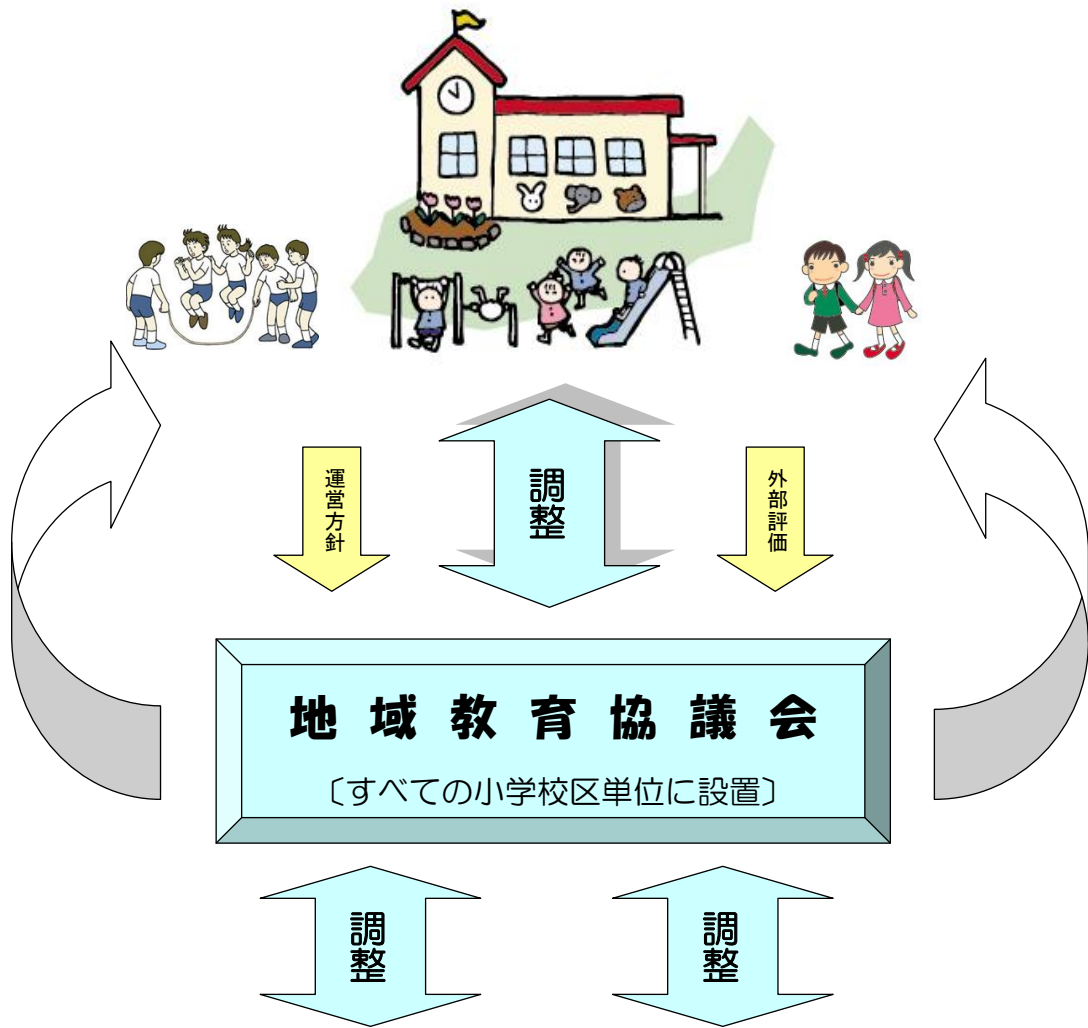 運営方針
調整
外部評価
地域教育協議会
〔すべての小学校区単位に設置〕
調整
調整